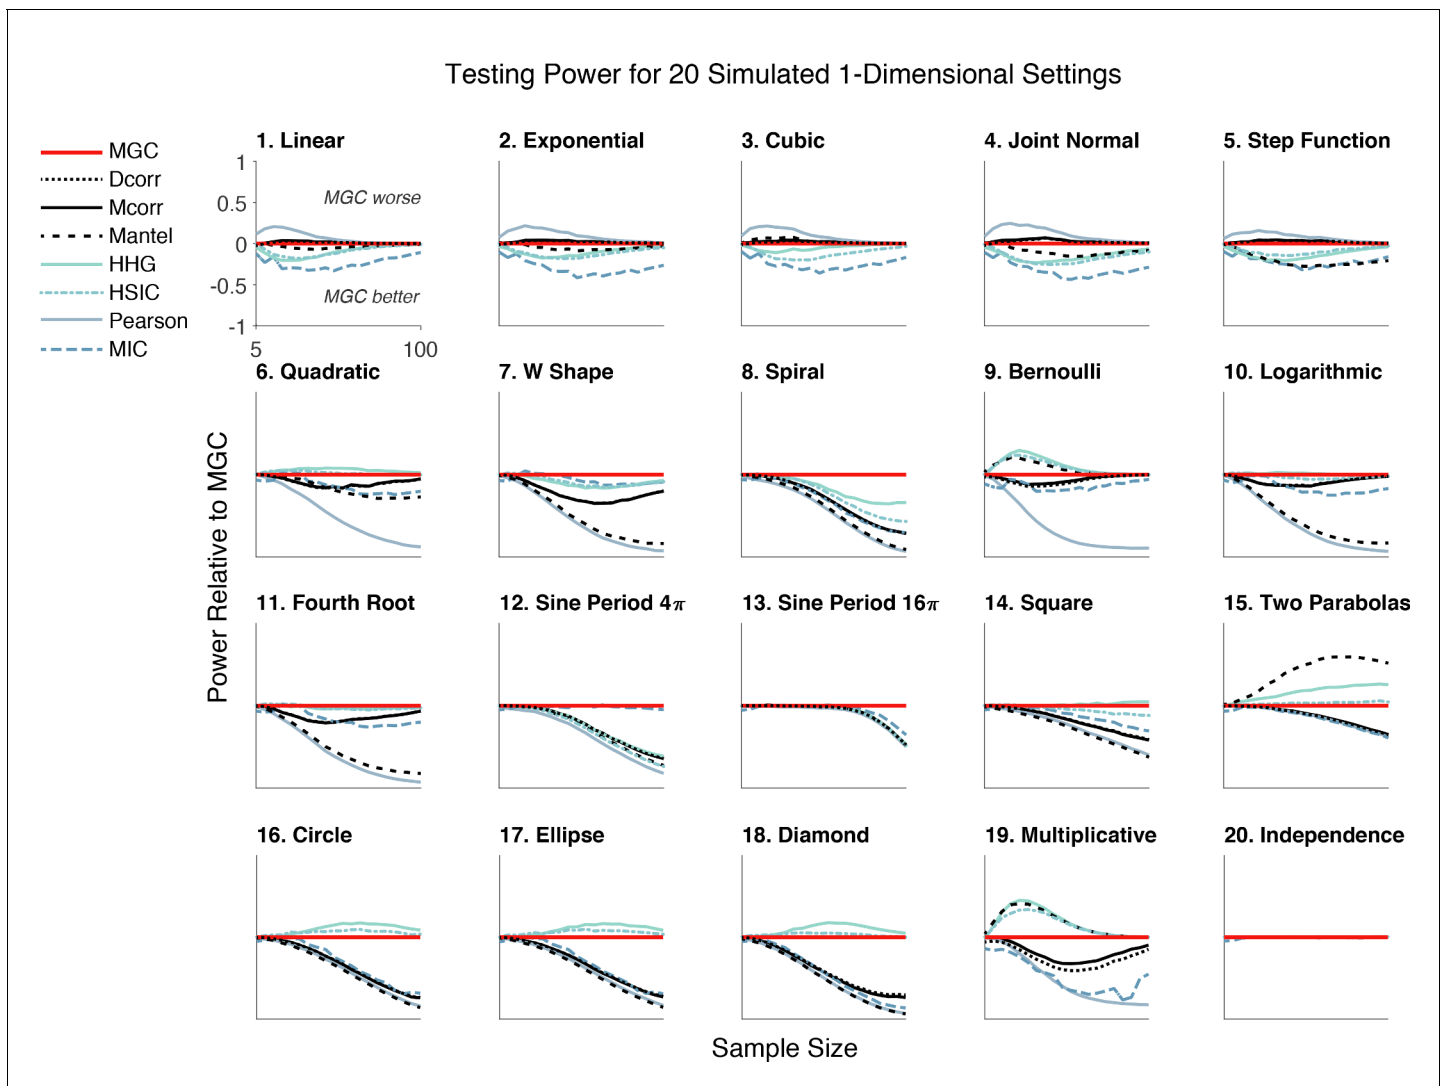 Testing Power for 20 Simulated 1-Dimensional Settings
MGC
Dcorr
Mcorr
Mantel
HHG
HSIC
Pearson
MIC
1. Linear
2. Exponential
3. Cubic
4. Joint Normal
5. Step Function
1
0.5
0
-0.5
-1
MGC worse
MGC better
5
100
6. Quadratic
7. W Shape
8. Spiral
9. Bernoulli
10. Logarithmic
Power Relative to MGC
11. Fourth Root
12. Sine Period 4π
13. Sine Period 16π
14. Square
15. Two Parabolas
16. Circle
17. Ellipse
18. Diamond
19. Multiplicative
20. Independence
Sample Size